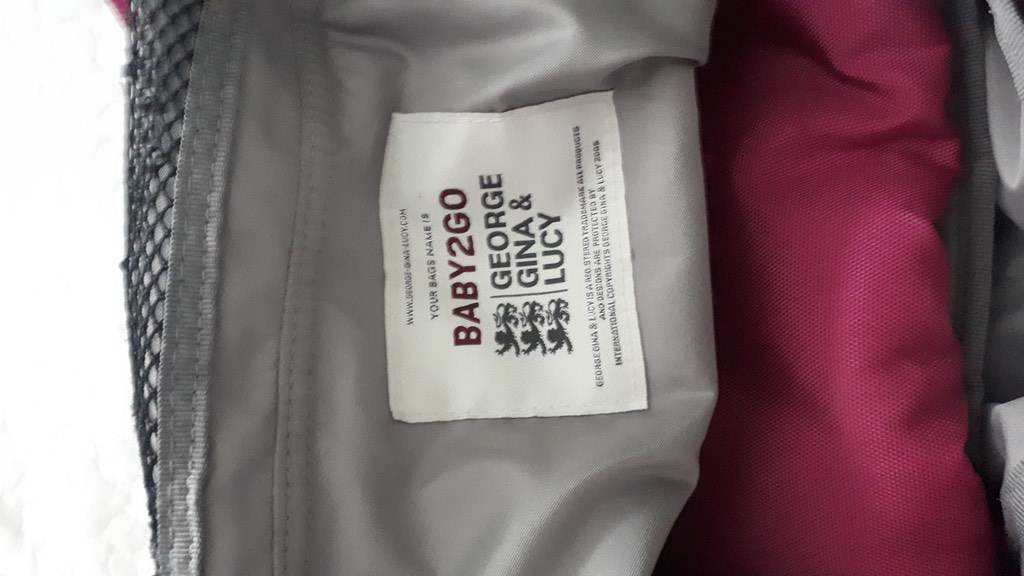 WWW.GEORGE-GINA-LUCY.COM
YOUR BAGS NAME IS
BABY2GO
GEORGE
GINA &
LUCY
GEORGE GINA & LUCY IS A REGISTERED TRADEMARK ALL PRODUCTS
AND DESIGNS ARE PROTECTED BY
INTERNATIONAL COPYRIGHTS GEORGE GINA & LUCY 2005